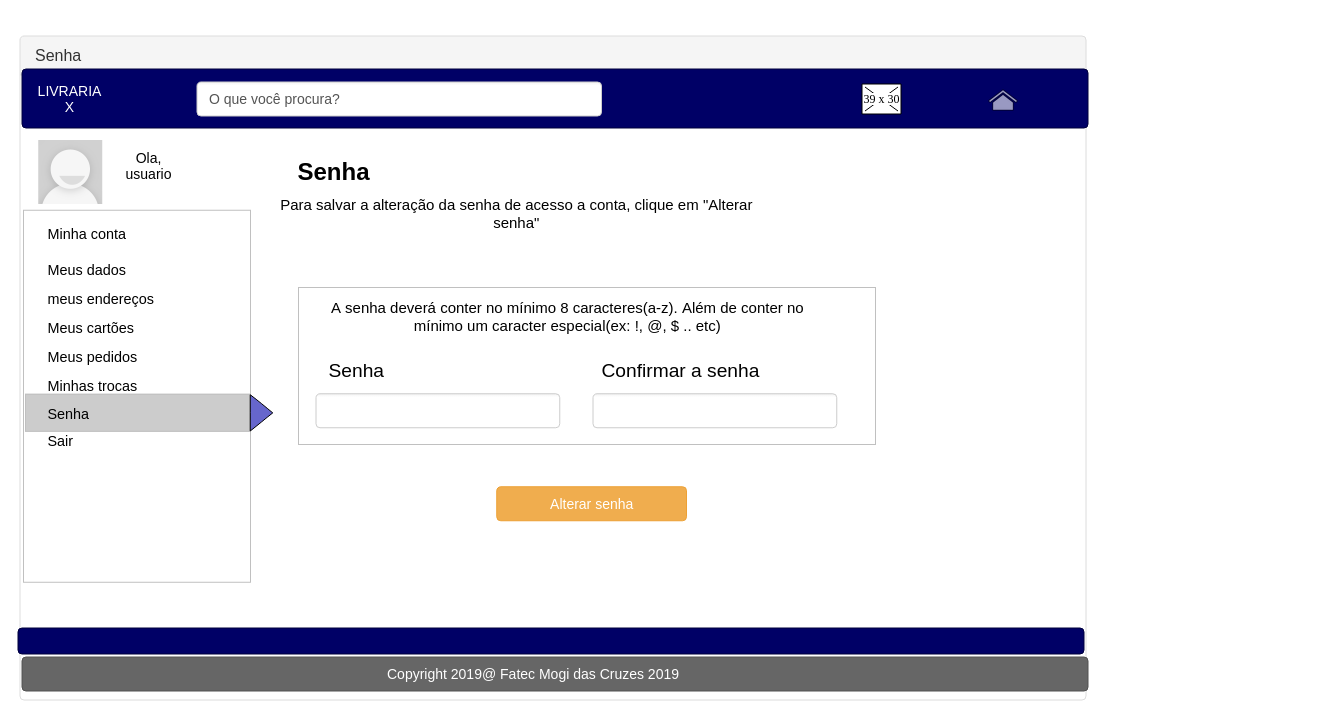 Senha
LIVRARIA
X
O que você procura?
39 x 30
Ola,
usuario
Minha conta
Meus dados
meus endereços
Meus cartões
Meus pedidos
Minhas trocas
Senha
Sair
Senha
Para salvar a alteração da senha de acesso a conta, clique em "Alterar
senha"
A senha deverá conter no mínimo 8 caracteres(a-z). Além de conter no
mínimo um caracter especial(ex: !, @, $ .. etc)
Senha
Confirmar a senha
Alterar senha
Copyright 2019@ Fatec Mogi das Cruzes 2019